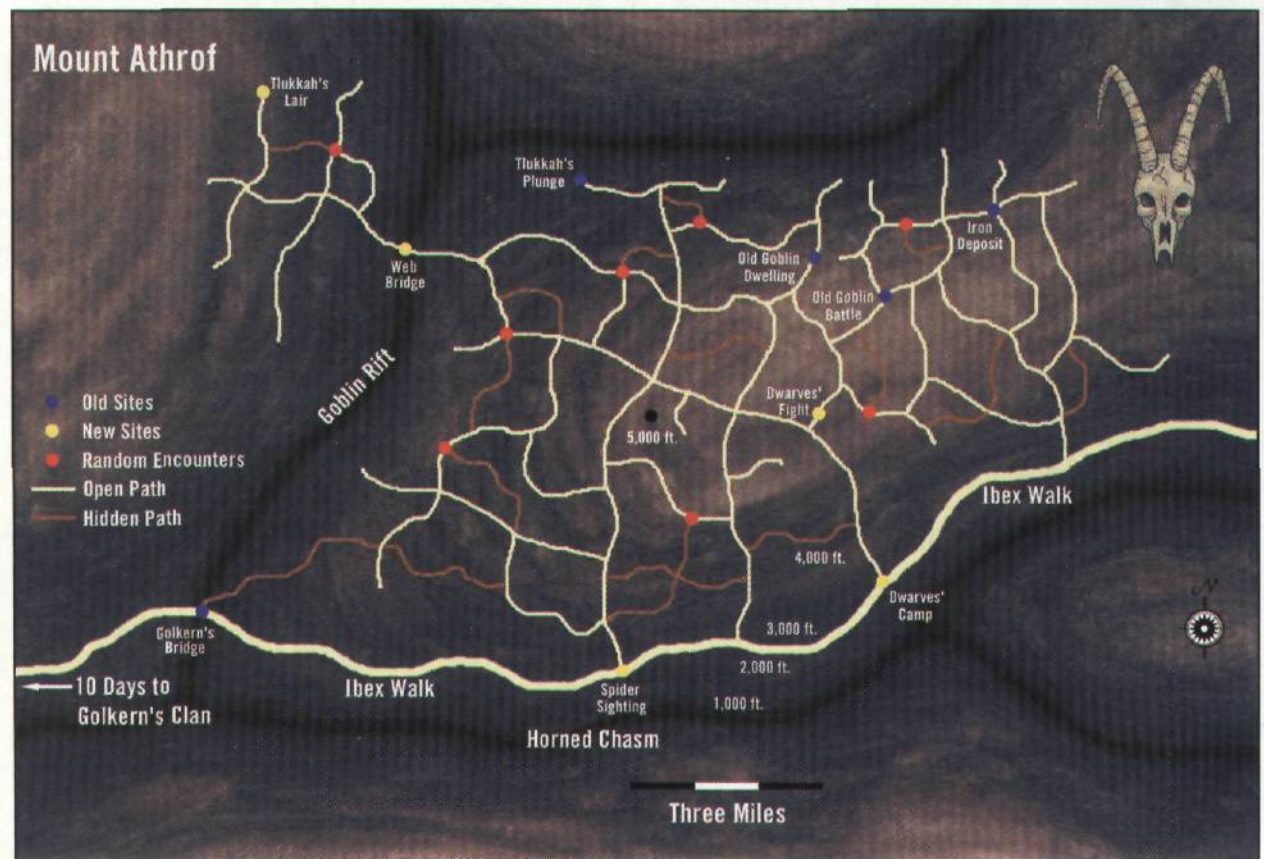 Mount Athrof
Tlukkah's
Lair
Tlukkah's
Plunge
Web
Bridge
Old Goblin
Dwelling
Iron
Deposit
Old Goblin
Battle
Goblin Rift
Old Sites
New Sites
Random Encounters
Open Path
Hidden Path
Dwarves'
Fight
5,000 ft.
Ibex Walk
4,000 ft.
Dwarves'
Camp
N
Golkern's
Bridge
3,000 ft.
2,000 ft.
1,000 ft.
10 Days to
Golkern's Clan
Ibex Walk
Spider
Sighting
Horned Chasm
Three Miles